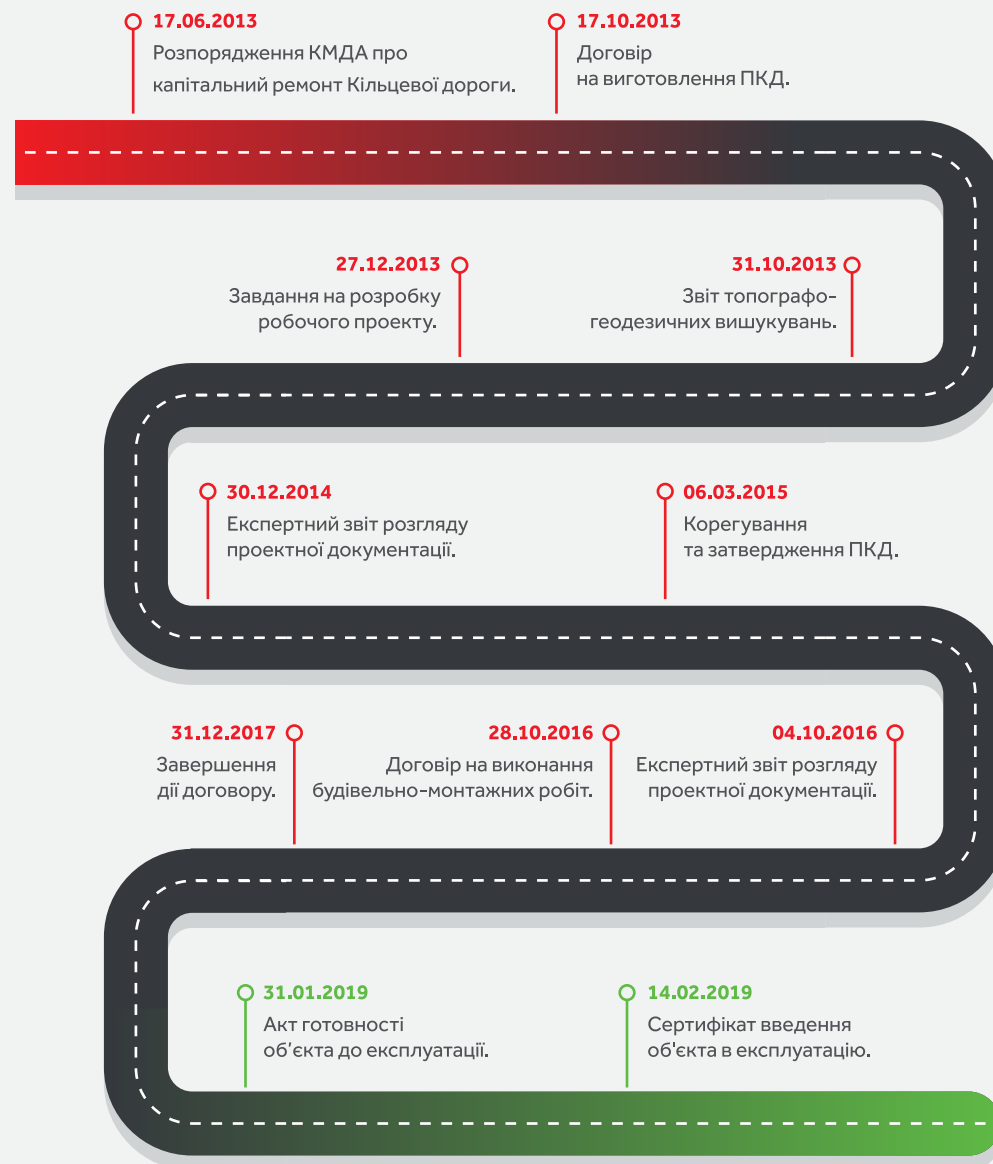 17.06.2013
Розпорядження КМДА про
капітальний ремонт Кільцевої дороги.
17.10.2013
Договір
на виготовлення ПКД.
31.10.2013
Звіт топографо-
геодезичних вишукувань.
27.12.2013
Завдання на розробку
робочого проекту.
30.12.2014
Експертний звіт розгляду
проектної документації.
06.03.2015
Корегування
та затвердження ПКД.
04.10.2016
Експертний звіт розгляду
проектної документації.
28.10.2016
Договір на виконання
будівельно-монтажних робіт.
31.12.2017
Завершення
дії договору.
31.01.2019
Акт готовності
об’єкта до експлуатації.
14.02.2019
Сертифікат введення
об'єкта в експлуатацію.